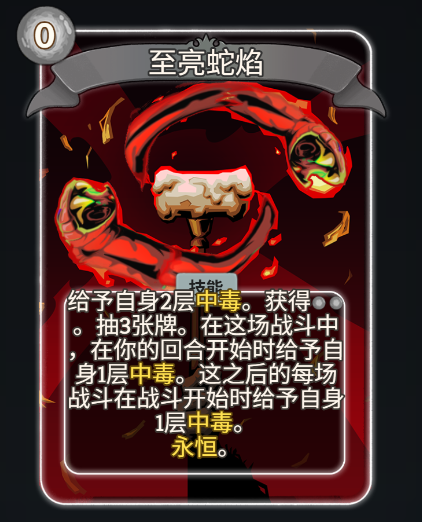 0
至亮蛇焰
技能
给予自身2层中毒。获得
。抽3张牌。在这场战斗中
，在你的回合开始时给予自
身1层中毒。这之后的每场
战斗在战斗开始时给予自身
1层中毒。
永恒。